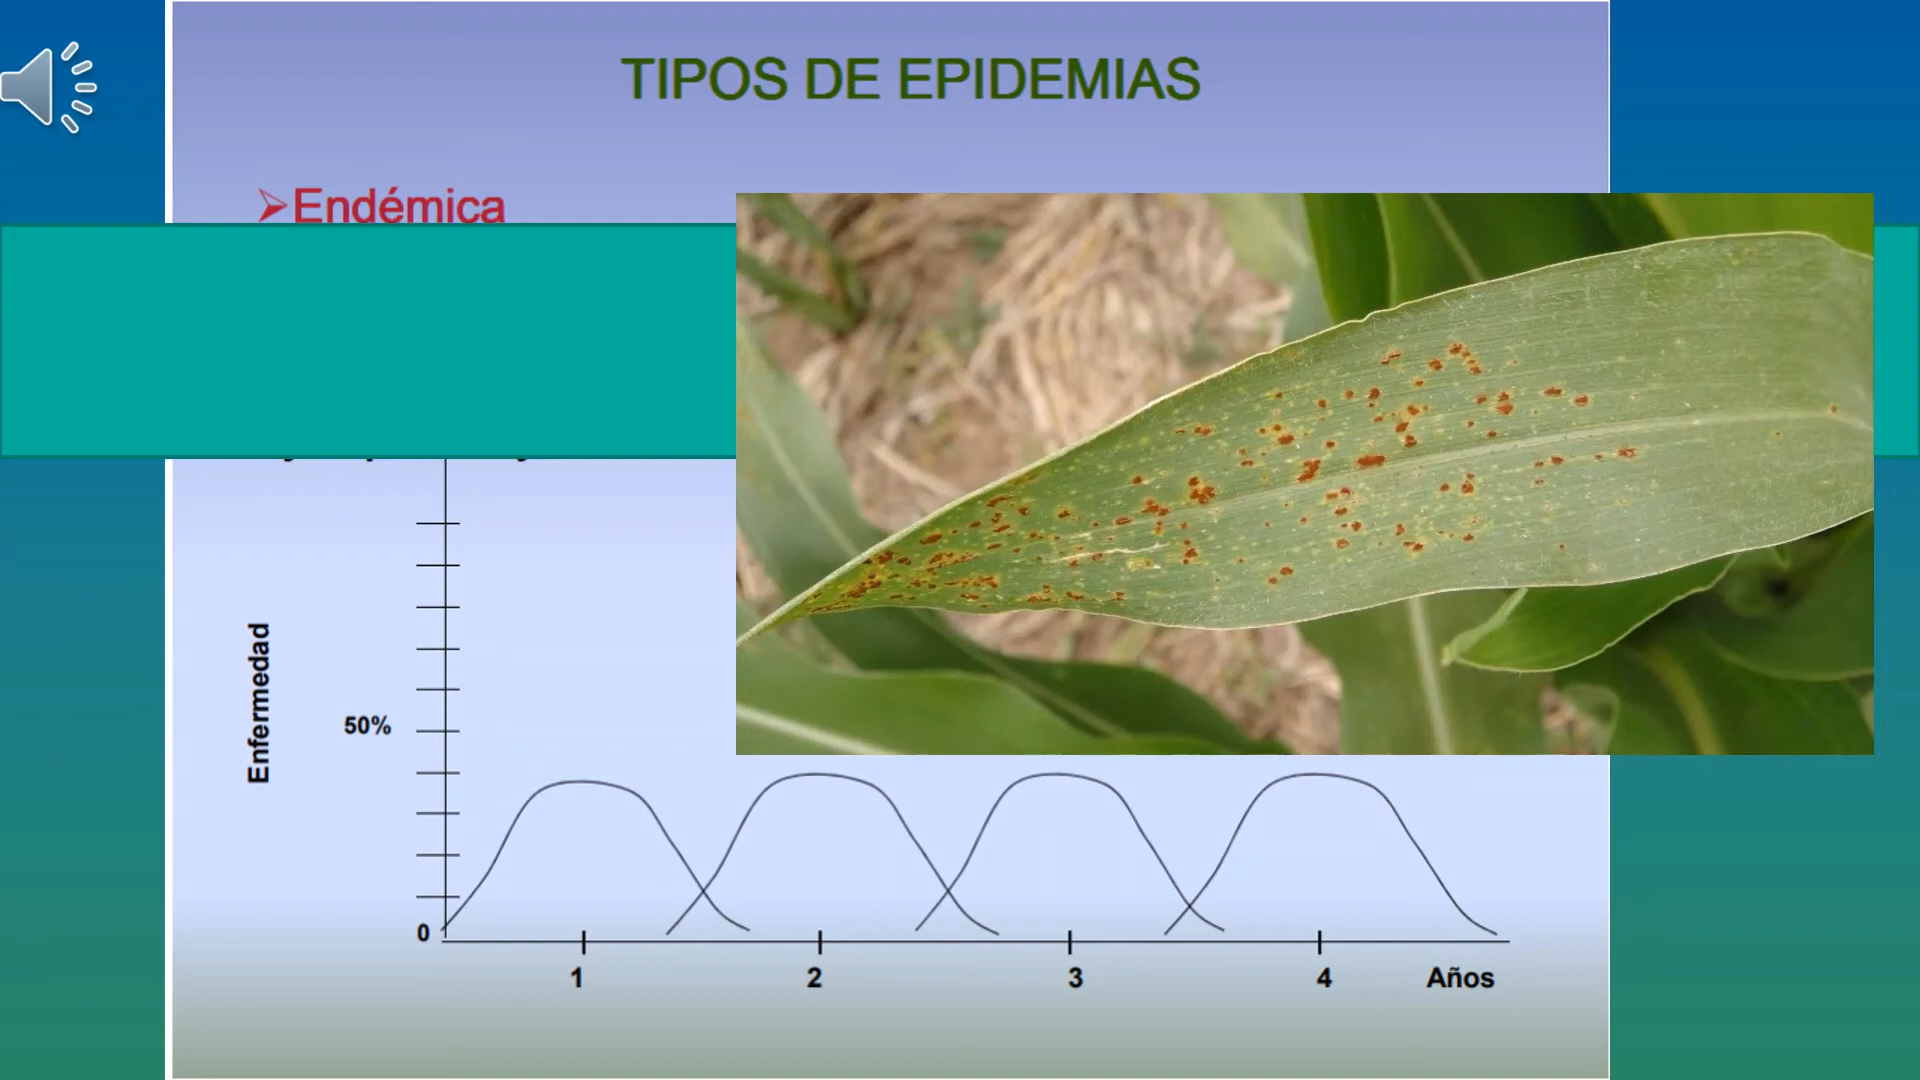 TIPOS DE EPIDEMIAS
➢Endémica
Enfermedad
50%
0
1 2 3 4 Años